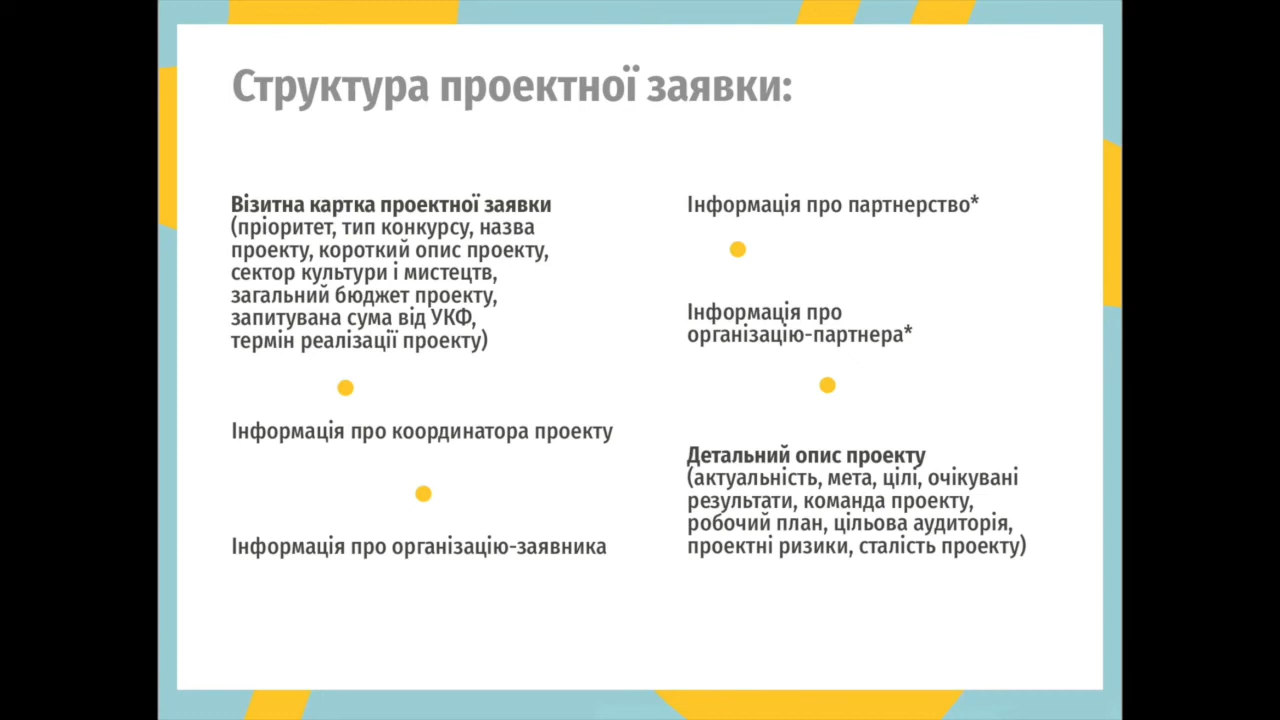 Структура проектної заявки:
Візитна картка проектної заявки
(пріоритет, тип конкурсу, назва
проекту, короткий опис проекту,
сектор культури і мистецтв,
загальний бюджет проекту,
запитувана сума від УКФ,
термін реалізації проекту)
Інформація про координатора проекту
Інформація про організацію-заявника
Інформація про партнерство*
Інформація про
організацію-партнера*
Детальний опис проекту
(актуальність, мета, цілі, очікувані
результати, команда проекту,
робочий план, цільова аудиторія,
проектні ризики, сталість проекту)